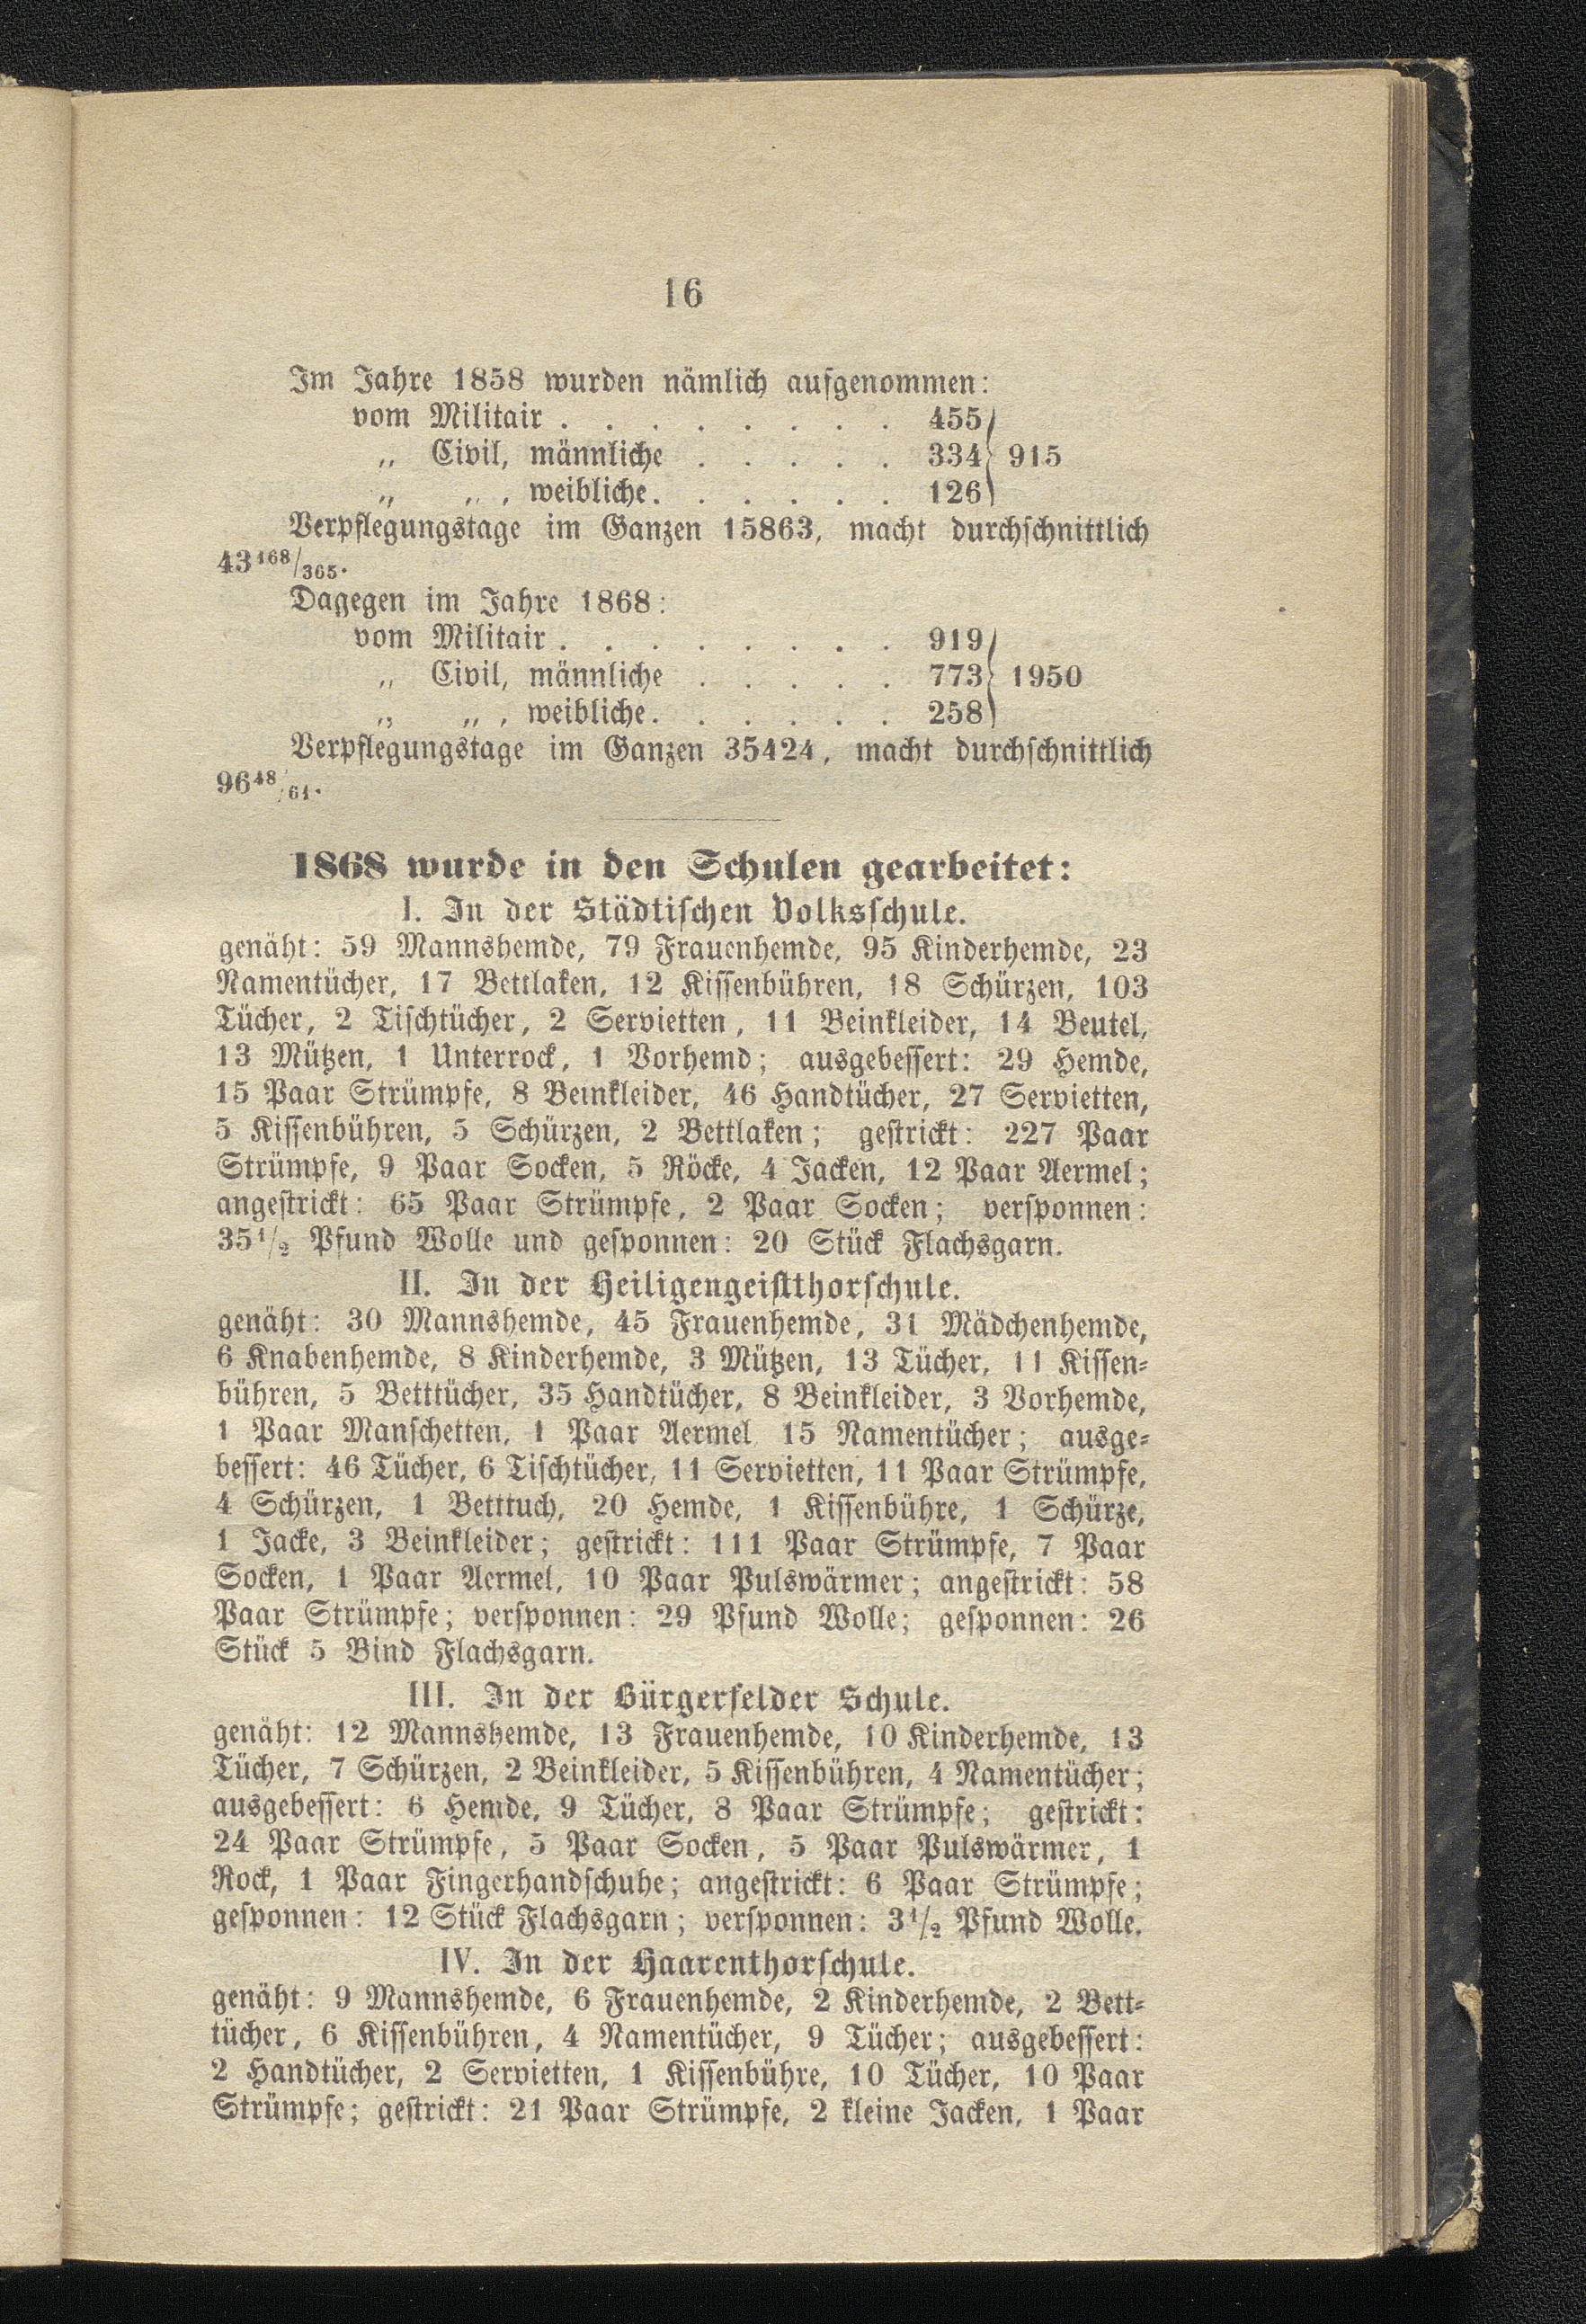 16
Im Jahre 1858 wurden nämlich aufgenommen:
vom Militair . . . . . . . . 455
„ Civil, männliche . . . . . 334 } 915
„ „ , weibliche. . . . . . 126
Verpflegungstage im Ganzen 15863, macht durchschnittlich
43 168/365.
Dagegen im Jahre 1868:
vom Militair . . . . . . . . 919
„ Civil, männliche . . . . . 773 } 1950
„ „ , weibliche. . . . . . 258
Verpflegungstage im Ganzen 35424, macht durchschnittlich
96 48/61.
1868 wurde in den Schulen gearbeitet:
I. In der Städtischen Volksschule.
genäht: 59 Mannshemde, 79 Frauenhemde, 95 Kinderhemde, 23
Namentücher, 17 Bettlaken, 12 Kissenbühren, 18 Schürzen, 103
Tücher, 2 Tischtücher, 2 Servietten, 11 Beinkleider, 14 Beutel,
13 Mützen, 1 Unterrock, 1 Vorhemd; ausgebessert: 29 Hemde,
15 Paar Strümpfe, 8 Beinkleider, 46 Handtücher, 27 Servietten,
5 Kissenbühren, 5 Schürzen, 2 Bettlaken; gestrickt: 227 Paar
Strümpfe, 9 Paar Socken, 5 Röcke, 4 Jacken, 12 Paar Aermel;
angestrickt: 65 Paar Strümpfe, 2 Paar Socken; versponnen:
35 1/2 Pfund Wolle und gesponnen: 20 Stück Flachsgarn.
II. In der Heiligengeistthorschule.
genäht: 30 Mannshemde, 45 Frauenhemde, 31 Mädchenhemde,
6 Knabenhemde, 8 Kinderhemde, 3 Mützen, 13 Tücher, 11 Kissen-
bühren, 5 Betttücher, 35 Handtücher, 8 Beinkleider, 3 Vorhemde,
1 Paar Manschetten, 1 Paar Aermel 15 Namentücher; ausge-
bessert: 46 Tücher, 6 Tischtücher, 11 Servietten, 11 Paar Strümpfe,
4 Schürzen, 1 Betttuch, 20 Hemde, 1 Kissenbühre, 1 Schürze,
1 Jacke, 3 Beinkleider; gestrickt: 111 Paar Strümpfe, 7 Paar
Socken, 1 Paar Aermel, 10 Paar Pulswärmer; angestrickt: 58
Paar Strümpfe; versponnen: 29 Pfund Wolle; gesponnen: 26
Stück 5 Bind Flachsgarn.
III. In der Bürgerfelder Schule.
genäht: 12 Mannshemde, 13 Frauenhemde, 10 Kinderhemde, 13
Tücher, 7 Schürzen, 2 Beinkleider, 5 Kissenbühren, 4 Namentücher;
ausgebessert: 6 Hemde, 9 Tücher, 8 Paar Strümpfe; gestrickt:
24 Paar Strümpfe, 5 Paar Socken, 5 Paar Pulswärmer, 1
Rock, 1 Paar Fingerhandschuhe; angestrickt: 6 Paar Strümpfe;
gesponnen: 12 Stück Flachsgarn; versponnen: 3 1/2 Pfund Wolle.
IV. In der Haarenthorschule.
genäht: 9 Mannshemde, 6 Frauenhemde, 2 Kinderhemde, 2 Bett-
tücher, 6 Kissenbühren, 4 Namentücher, 9 Tücher; ausgebessert:
2 Handtücher, 2 Servietten, 1 Kissenbühre, 10 Tücher, 10 Paar
Strümpfe; gestrickt: 21 Paar Strümpfe, 2 kleine Jacken, 1 Paar